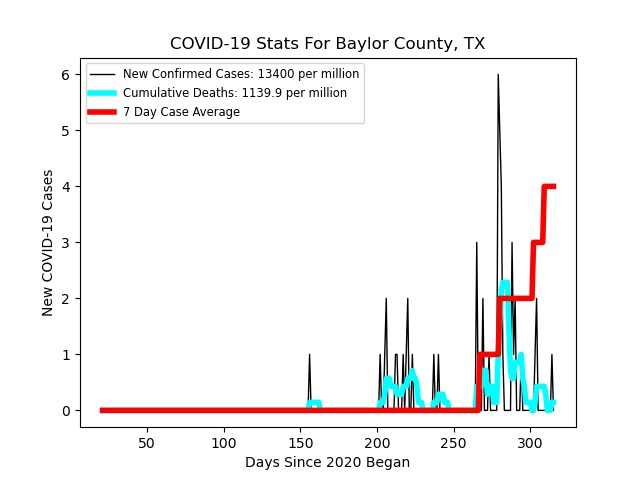 COVID-19 Stats For Baylor County, TX
New Confirmed Cases: 13400 per million
Cumulative Deaths: 1139.9 per million
7 Day Case Average
6
5
4
3
2
1
0
New COVID-19 Cases
50 100 150 200 250 300
Days Since 2020 Began